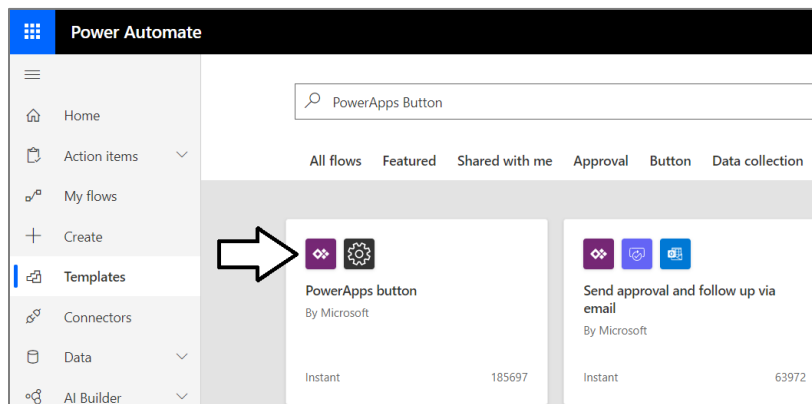 Power Automate
Home
Action items
My flows
Create
Templates
Connectors
Data
AI Builder
PowerApps Button
All flows Featured Shared with me Approval Button Data collection
PowerApps button
By Microsoft
Instant 185697
Send approval and follow up via
email
By Microsoft
Instant 63972